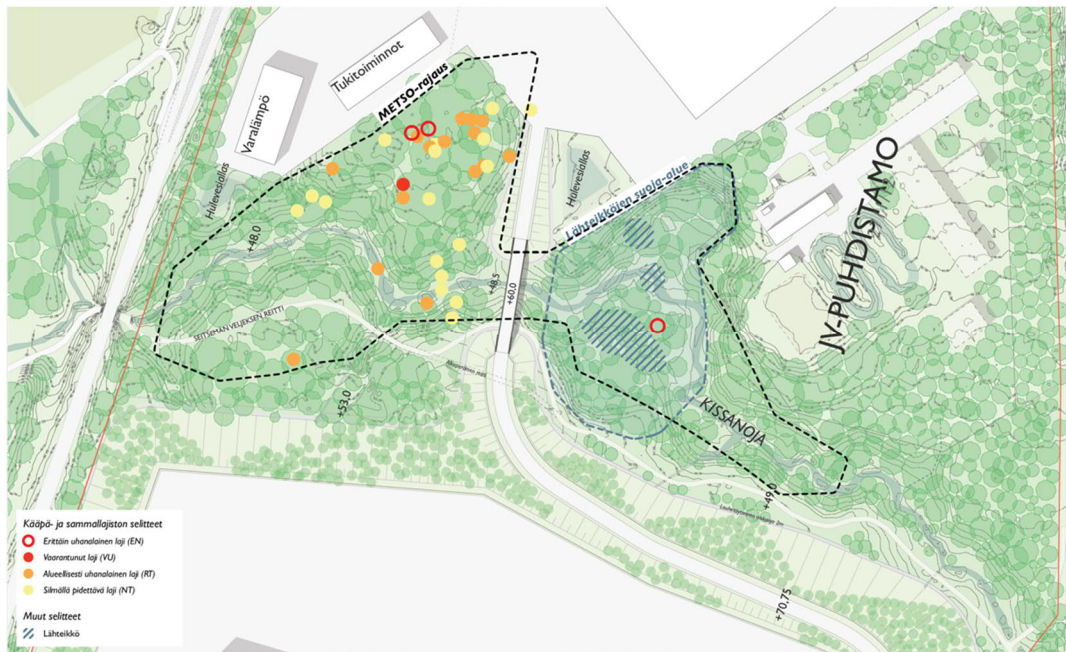 Tukitoiminnot
METSO-rajaus
Varalämpö
Hulevesiallas
Hulevesiallas
Lähteikköjen suoja-alue
JV-PUHDISTAMO
+48,0
+48,5
+60,0
SEITSEMÄN VELJEKSEN REITTI
+53,0
KISSANOJA
+49,0
+70,75
Kääpä- ja sammallajiston selitteet
Erittäin uhanalainen laji (EN)
Vaarantunut laji (VU)
Alueellisesti uhanalainen laji (RT)
Silmällä pidettävä laji (NT)
Muut selitteet
Lähteikkö